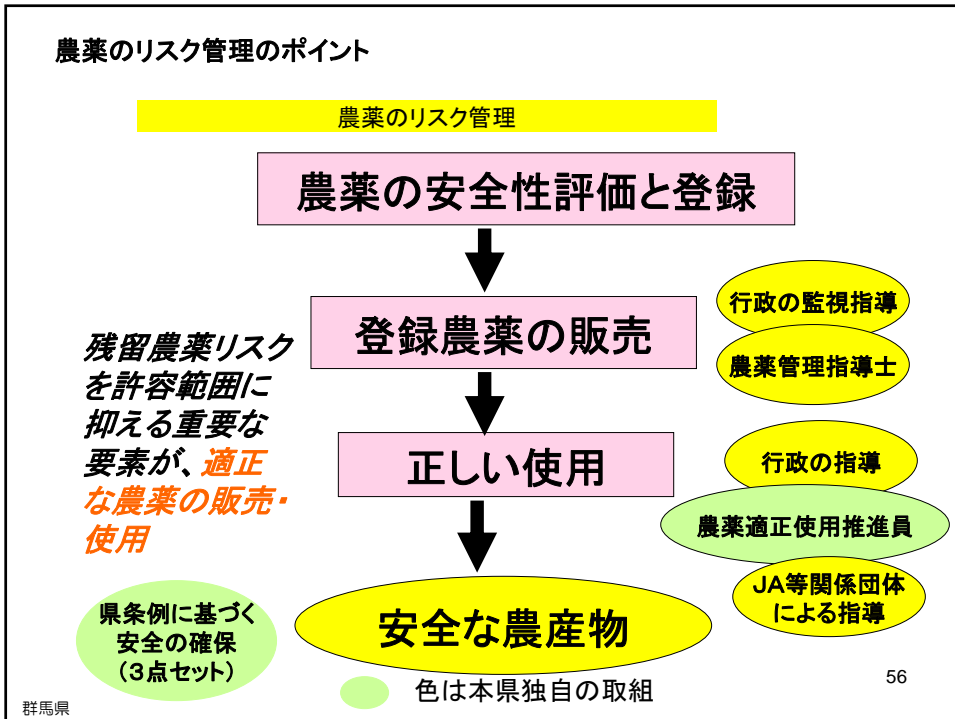 農薬のリスク管理のポイント
農薬のリスク管理
農薬の安全性評価と登録
登録農薬の販売
行政の監視指導
農薬管理指導士
残留農薬リスク
を許容範囲に
抑える重要な
要素が、適正
な農薬の販売・
使用
正しい使用
行政の指導
農薬適正使用推進員
JA等関係団体
による指導
県条例に基づく
安全の確保
(3点セット)
安全な農産物
色は本県独自の取組
56
群馬県